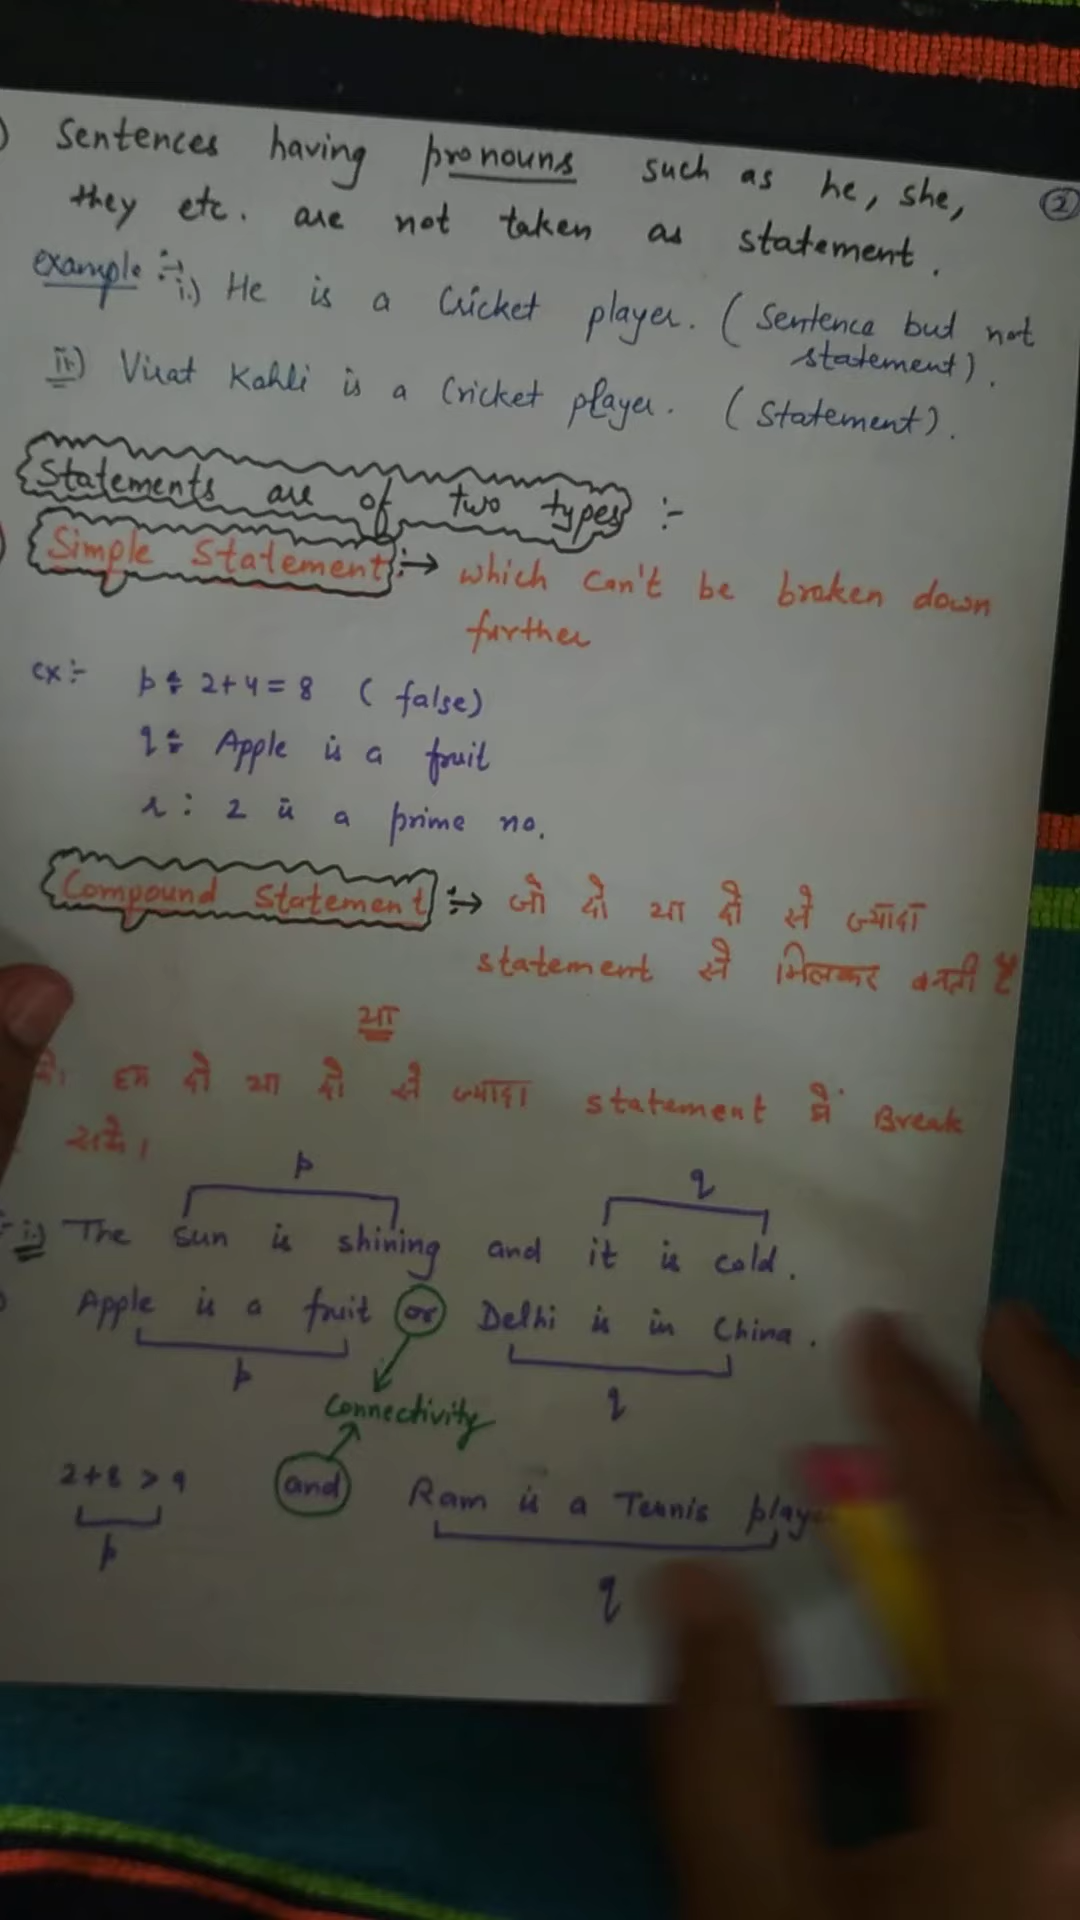 ) Sentences having pronouns such as he, she, ②
they etc. are not taken as statement.
example :- i.) He is a Cricket player. (Sentence but not
statement).
ii.) Virat Kohli is a Cricket player. (Statement).
Statements are of two types :-
Simple Statement :→ which can't be broken down
further
ex:- p : 2+4=8 (false)
q : Apple is a fruit
r : 2 is a prime no.
Compound Statement :→ जो दो या दो से ज्यादा
statement से मिलकर बनती है
या
हम दो या दो से ज्यादा statement में Break
सके।
p q
i.) The sun is shining and it is cold.
Apple is a fruit or Delhi is in China.
p q
Connectivity
2+8 > 9 and Ram is a Tennis
p q